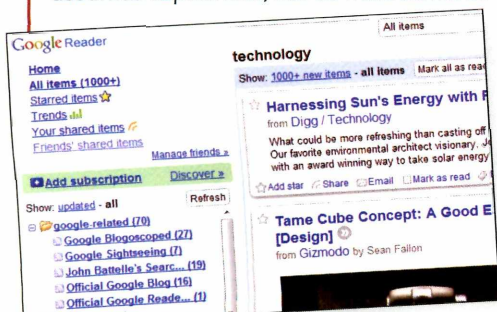 Google Reader
All items
Home
All items (1000+)
Starred items
Trends
Your shared items
Friends' shared items
Manage friends »
Add subscription
Discover »
Show: updated - all
Refresh
google-related (70)
Google Blogoscoped (27)
Google Sightseeing (7)
John Battelle's Searc... (19)
Official Google Blog (16)
Official Google Reade... (1)
technology
Show: 1000+ new items - all items Mark all as read
Harnessing Sun's Energy with
from Digg / Technology
What could be more refreshing than casting off
Our favorite environmental architect visionary,
with an award winning way to take solar energy
Add star Share Email Mark as read
Tame Cube Concept: A Good E
[Design]
from Gizmodo by Sean Fallon